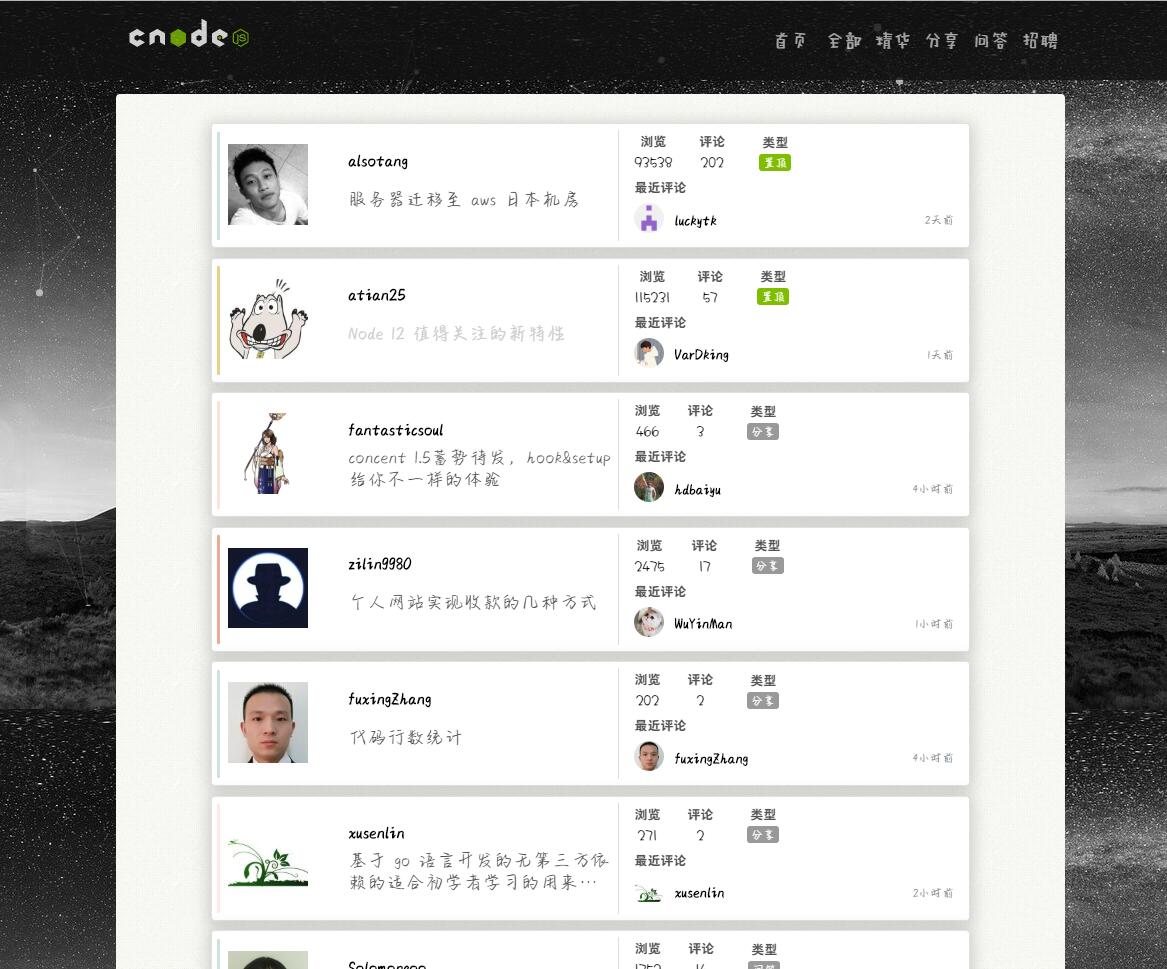 cnode JS
首页 全部 精华 分享 问答 招聘
alsotang
服务器迁移至 aws 日本机房
浏览 评论 类型
93538 202 置顶
最近评论
luckytk 2天前
atian25
Node 12 值得关注的新特性
浏览 评论 类型
115231 57 置顶
最近评论
VarDking 1天前
fantasticsoul
concent 1.5蓄势待发, hook&setup
给你不一样的体验
浏览 评论 类型
466 3 分享
最近评论
hdbaiyu 4小时前
zilin9980
个人网站实现收款的几种方式
浏览 评论 类型
2475 17 分享
最近评论
WuYinMan 1小时前
fuxingZhang
代码行数统计
浏览 评论 类型
202 2 分享
最近评论
fuxingZhang 4小时前
xusenlin
基于 go 语言开发的无第三方依
赖的适合初学者学习的用来…
浏览 评论 类型
271 2 分享
最近评论
xusenlin 2小时前
浏览 评论 类型